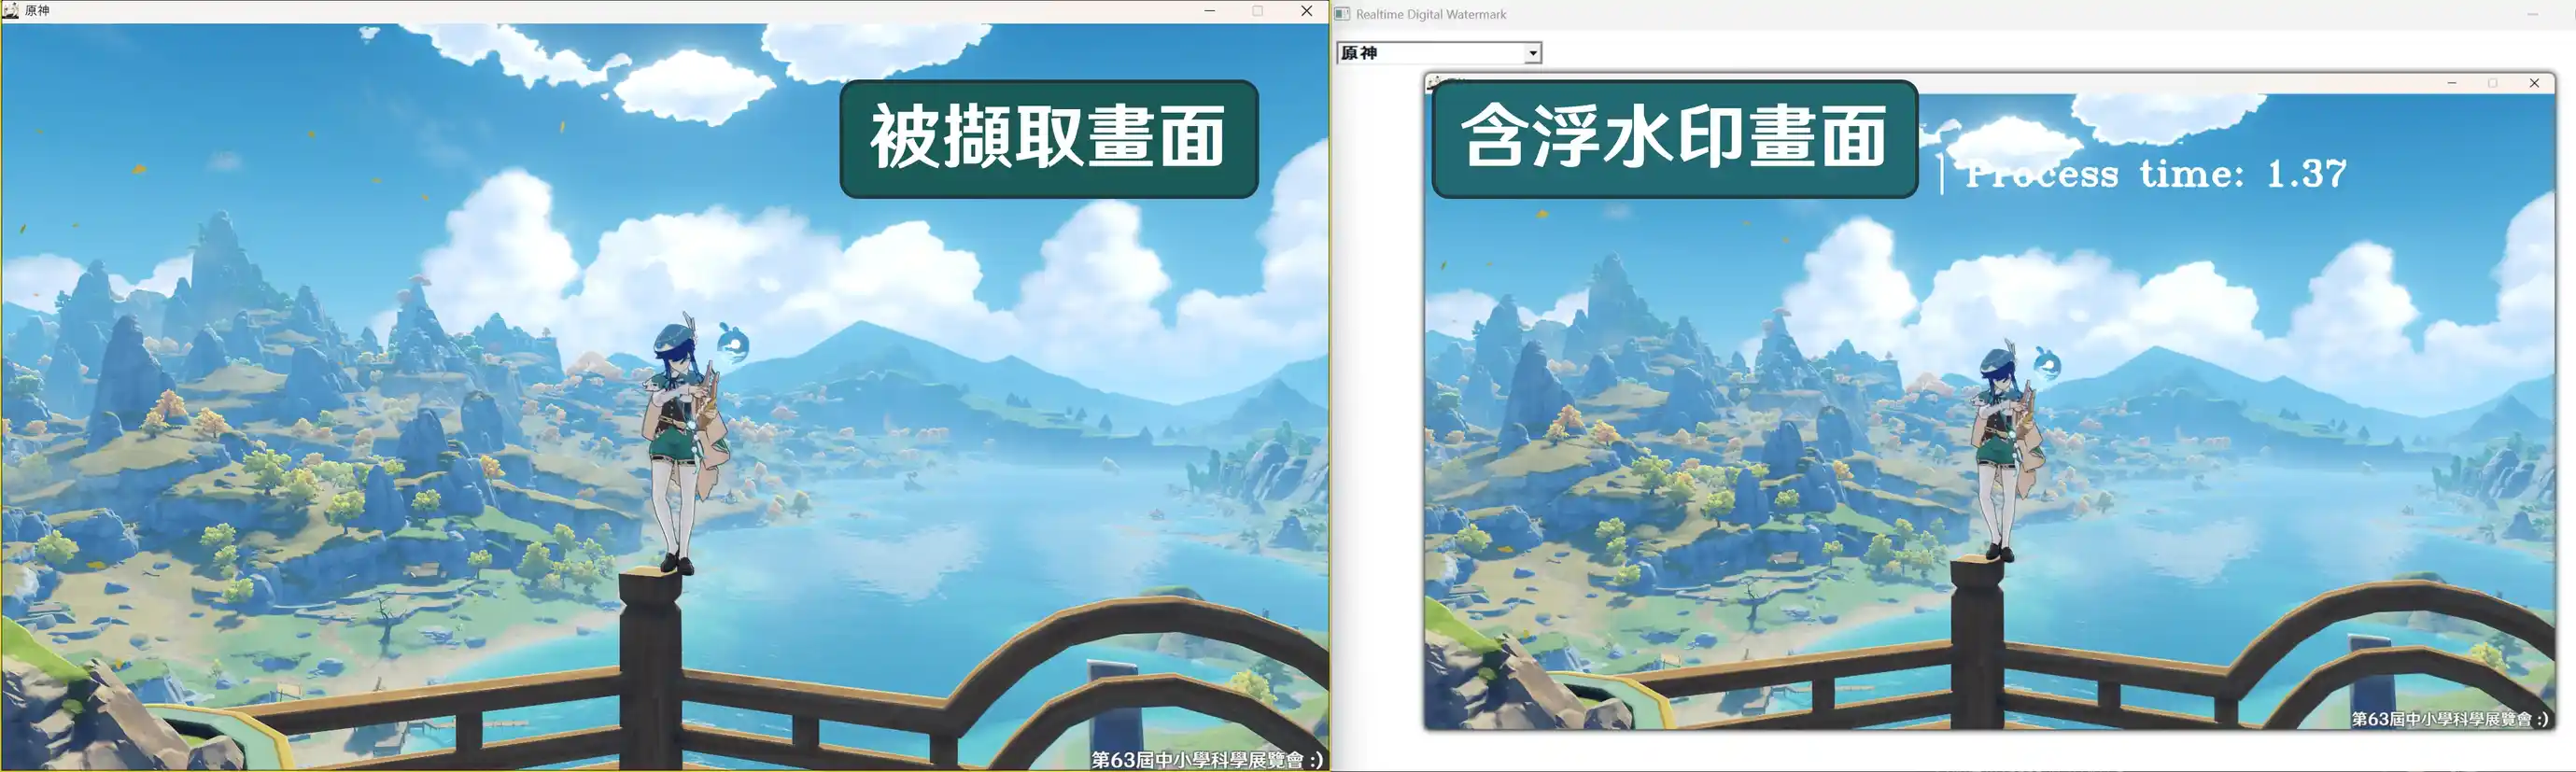 原神
被擷取畫面
第63屆中小學科學展覽會 :)
Realtime Digital Watermark
原神
含浮水印畫面
| Process time: 1.37
第63屆中小學科學展覽會 :)